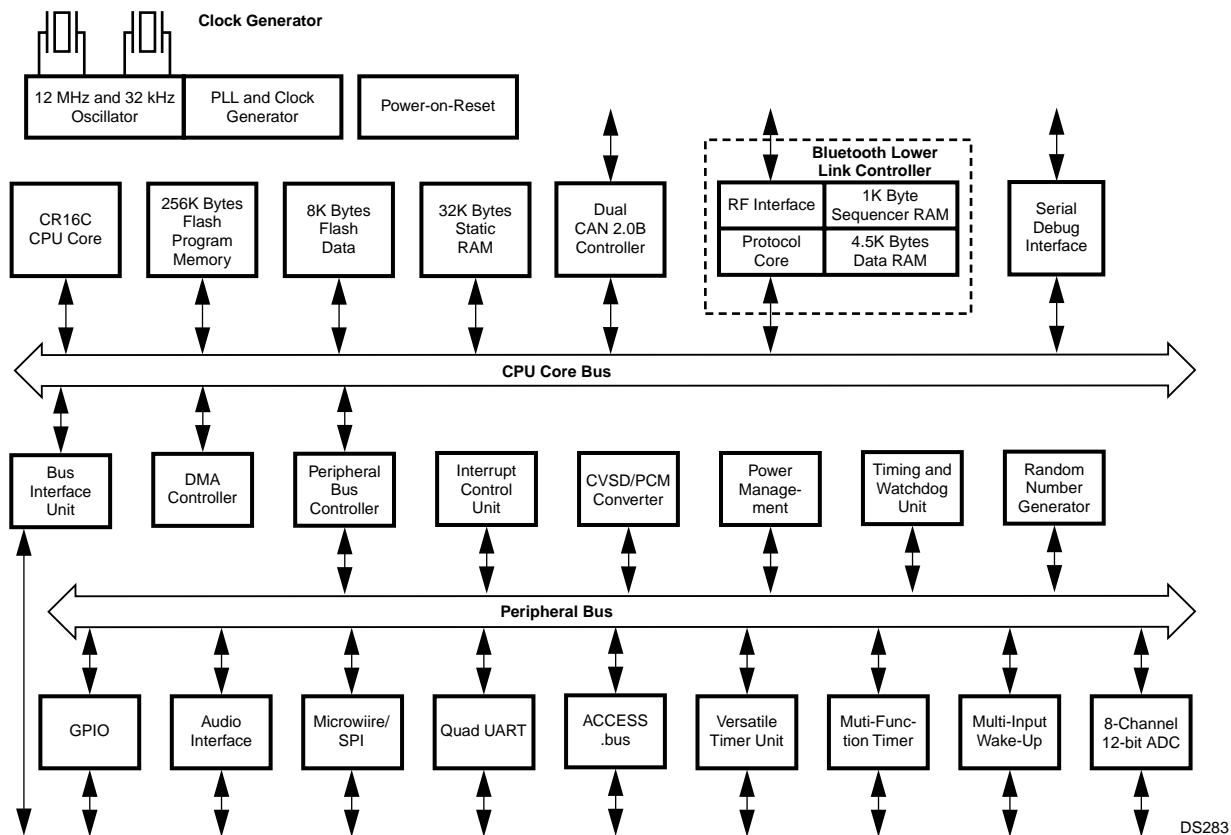 Clock Generator
12 MHz and 32 kHz
Oscillator
PLL and Clock
Generator
Power-on-Reset
Bluetooth Lower
Link Controller
CR16C
CPU Core
256K Bytes
Flash
Program
Memory
8K Bytes
Flash
Data
32K Bytes
Static
RAM
Dual
CAN 2.0B
Controller
RF Interface
1K Byte
Sequencer RAM
Protocol
Core
4.5K Bytes
Data RAM
Serial
Debug
Interface
CPU Core Bus
Bus
Interface
Unit
DMA
Controller
Peripheral
Bus
Controller
Interrupt
Control
Unit
CVSD/PCM
Converter
Power
Manage-
ment
Timing and
Watchdog
Unit
Random
Number
Generator
Peripheral Bus
GPIO
Audio
Interface
Microwiire/
SPI
Quad UART
ACCESS
.bus
Versatile
Timer Unit
Muti-Func-
tion Timer
Multi-Input
Wake-Up
8-Channel
12-bit ADC
DS283